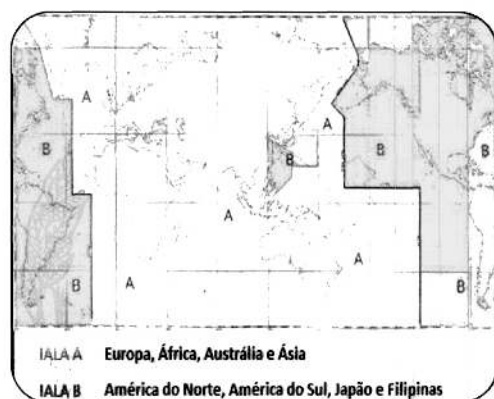 A
A
B
B
B
A
A
B
A
B
IALA A Europa, África, Austrália e Ásia
IALA B América do Norte, América do Sul, Japão e Filipinas